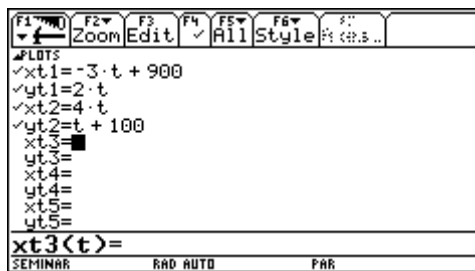 F1 F2 Zoom F3 Edit F4 ✓ F5 All F6 Style F7
PLOTS
✓xt1=-3·t + 900
✓yt1=2·t
✓xt2=4·t
✓yt2=t + 100
xt3=
yt3=
xt4=
yt4=
xt5=
yt5=
xt3(t)=
SEMINAR RAD AUTO PAR